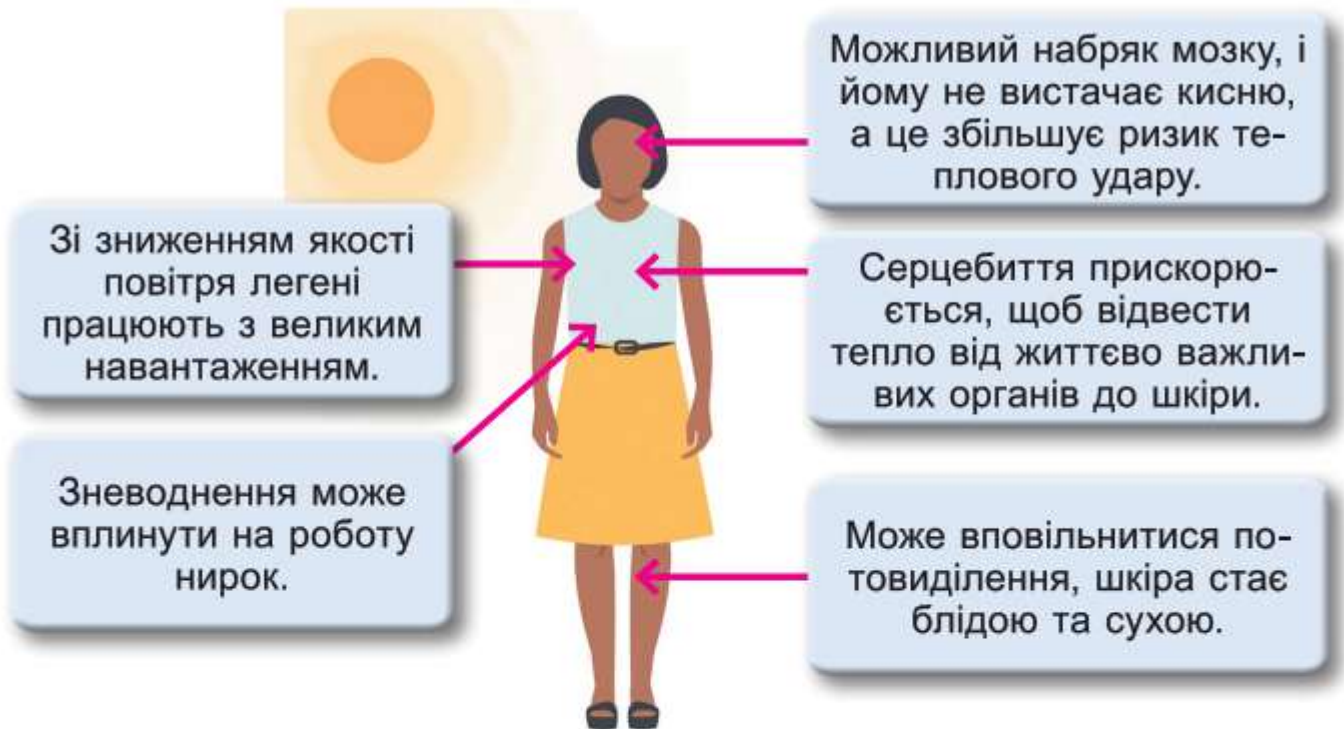 Можливий набряк мозку, і
йому не вистачає кисню,
а це збільшує ризик те-
плового удару.
Зі зниженням якості
повітря легені
працюють з великим
навантаженням.
Серцебиття прискорю-
ється, щоб відвести
тепло від життєво важли-
вих органів до шкіри.
Зневоднення може
вплинути на роботу
нирок.
Може вповільнитися по-
товиділення, шкіра стає
блідою та сухою.